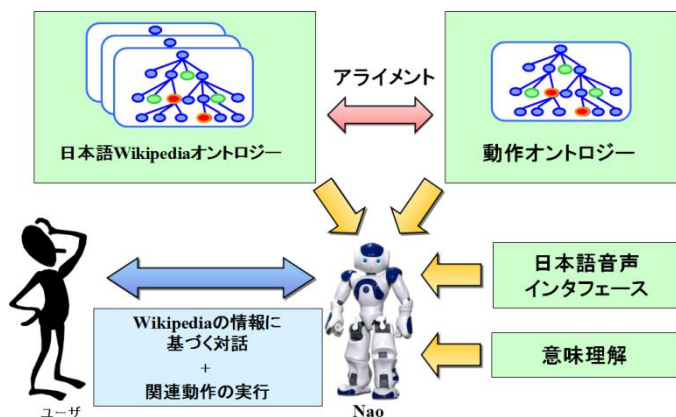 アライメント
日本語Wikipediaオントロジー
動作オントロジー
日本語音声
インタフェース
Wikipediaの情報に
基づく対話
+
関連動作の実行
意味理解
ユーザ
Nao